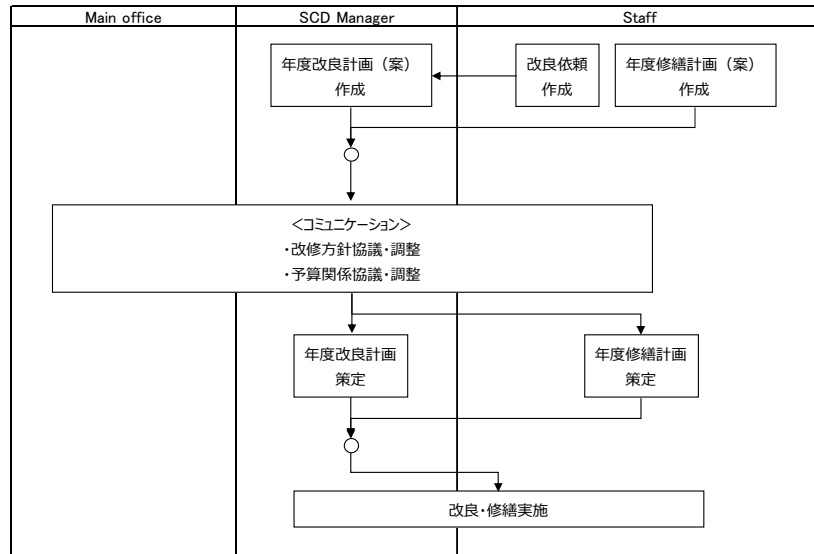 Main office
SCD Manager
Staff
年度改良計画（案）
作成
改良依頼
作成
年度修繕計画（案）
作成
＜コミュニケーション＞
・改修方針協議・調整
・予算関係協議・調整
年度改良計画
策定
年度修繕計画
策定
改良・修繕実施